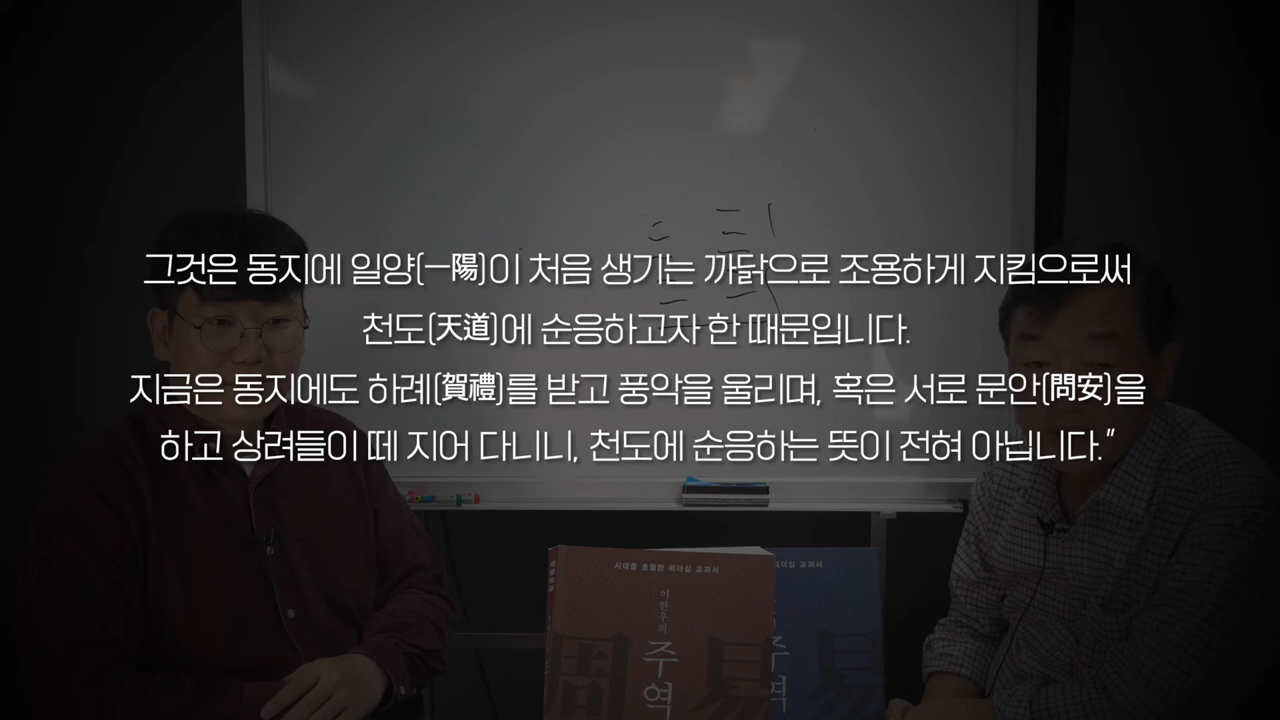 그것은 동지에 일양(一陽)이 처음 생기는 까닭으로 조용하게 지킴으로써
천도(天道)에 순응하고자 한 때문입니다.
지금은 동지에도 하례(賀禮)를 받고 풍악을 울리며, 혹은 서로 문안(問安)을
하고 상려들이 떼 지어 다니니, 천도에 순응하는 뜻이 전혀 아닙니다.”
시대를 초월한 리더십 교과서
이한우의
주역
周易
리더십 교과서
주역
易